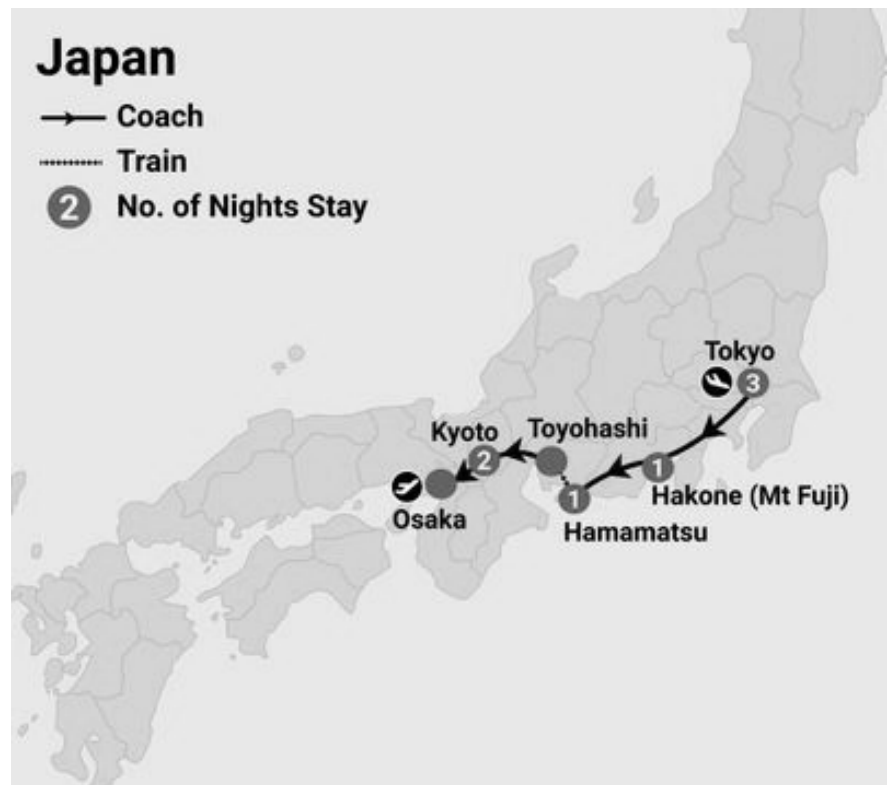 Japan
Coach
Train
2 No. of Nights Stay
Tokyo
3
Kyoto
Toyohashi
2
1
Hakone (Mt Fuji)
1
Osaka
Hamamatsu